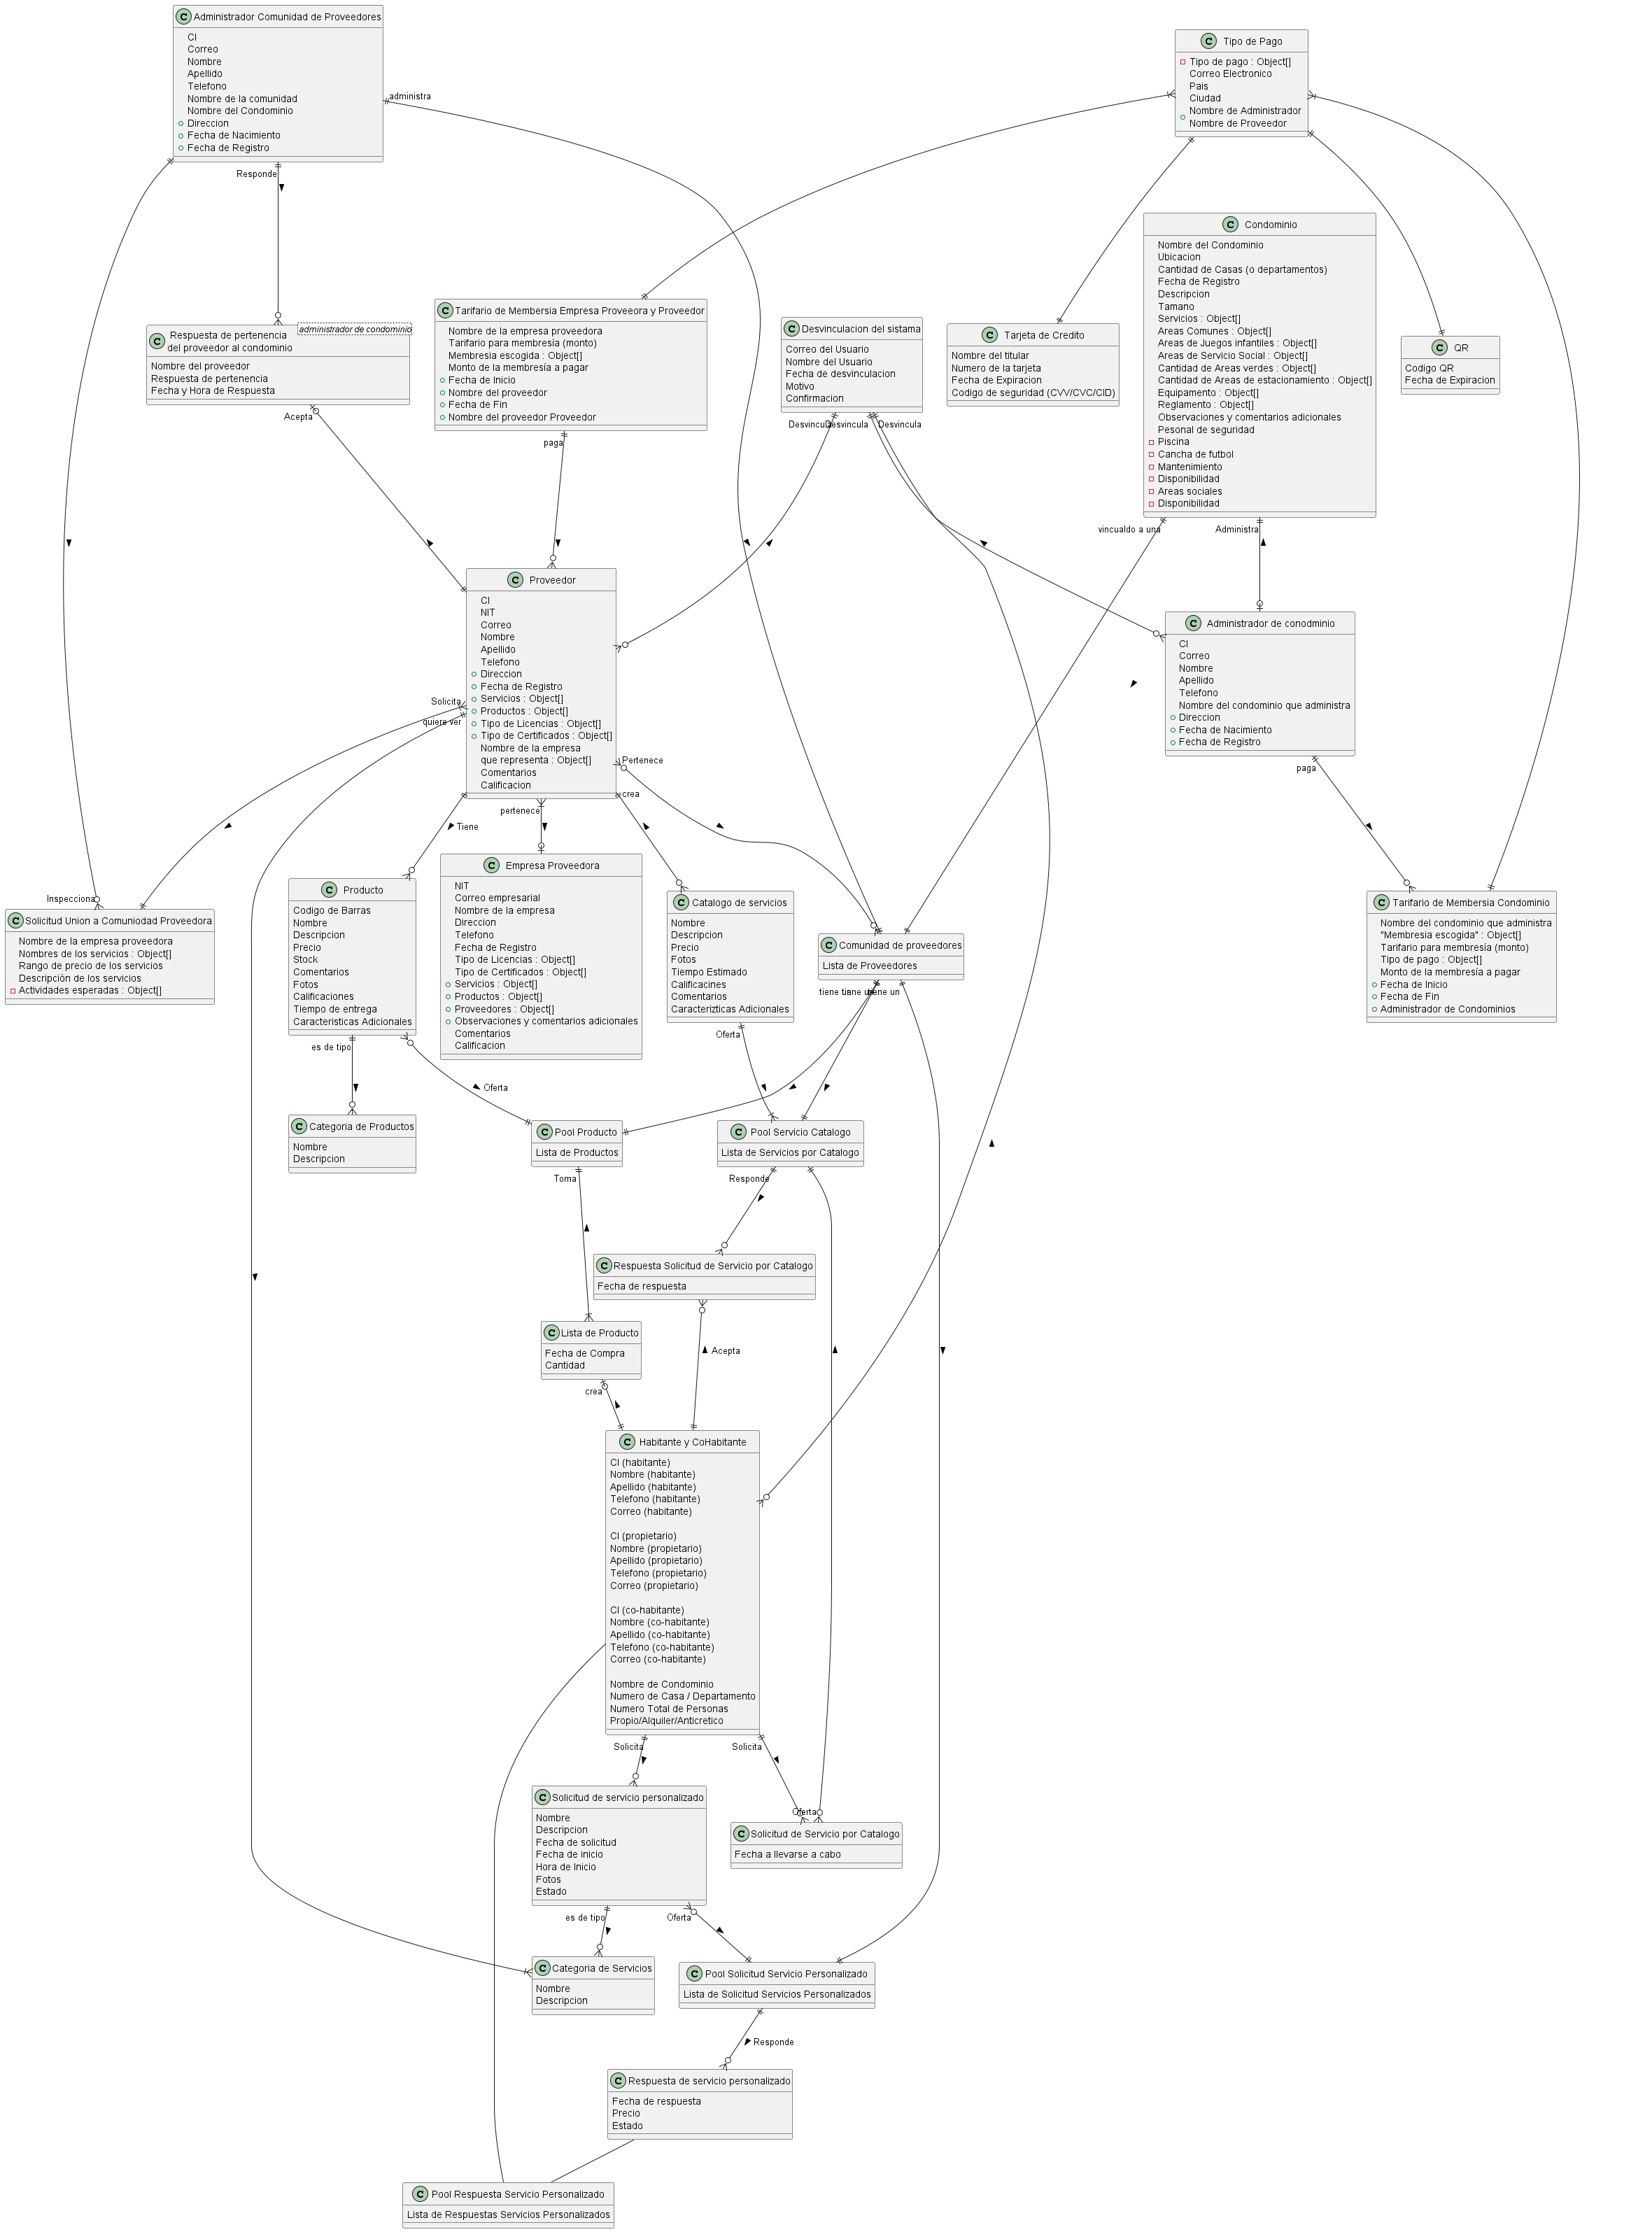 Administrador Comunidad de Proveedores
CI
Correo
Nombre
Apellido
Telefono
Nombre de la comunidad
Nombre del Condominio
Direccion
Fecha de Nacimiento
Fecha de Registro
administra
Responde
Tipo de Pago
Tipo de pago : Object[]
Correo Electronico
Pais
Ciudad
Nombre de Administrador
Nombre de Proveedor
Condominio
Nombre del Condominio
Ubicacion
Cantidad de Casas (o departamentos)
Fecha de Registro
Descripcion
Tamano
Servicios : Object[]
Areas Comunes : Object[]
Areas de Juegos infantiles : Object[]
Areas de Servicio Social : Object[]
Cantidad de Areas verdes : Object[]
Cantidad de Areas de estacionamiento : Object[]
Equipamento : Object[]
Reglamento : Object[]
Observaciones y comentarios adicionales
Pesonal de seguridad
Piscina
Cancha de futbol
Mantenimiento
Disponibilidad
Areas sociales
Disponibilidad
vincualdo a una
Administra
Respuesta de pertenencia
del proveedor al condominio
administrador de condominio
Nombre del proveedor
Respuesta de pertenencia
Fecha y Hora de Respuesta
Acepta
Tarifario de Membersia Empresa Proveeora y Proveedor
Nombre de la empresa proveedora
Tarifario para membresía (monto)
Membresia escogida : Object[]
Monto de la membresía a pagar
Fecha de Inicio
Nombre del proveedor
Fecha de Fin
Nombre del proveedor Proveedor
paga
Desvinculacion del sistama
Correo del Usuario
Nombre del Usuario
Fecha de desvinculacion
Motivo
Confirmacion
Desvincula
Desvincula
Desvincula
Tarjeta de Credito
Nombre del titular
Numero de la tarjeta
Fecha de Expiracion
Codigo de seguridad (CVV/CVC/CID)
QR
Codigo QR
Fecha de Expiracion
Proveedor
CI
NIT
Correo
Nombre
Apellido
Telefono
Direccion
Fecha de Registro
Servicios : Object[]
Productos : Object[]
Tipo de Licencias : Object[]
Tipo de Certificados : Object[]
Nombre de la empresa
que representa : Object[]
Comentarios
Calificacion
Solicita
quiere ver
Pertenece
crea
pertenece
Tiene
Administrador de conodminio
CI
Correo
Nombre
Apellido
Telefono
Nombre del condominio que administra
Direccion
Fecha de Nacimiento
Fecha de Registro
paga
Inspecciona
Solicitud Union a Comuniodad Proveedora
Nombre de la empresa proveedora
Nombres de los servicios : Object[]
Rango de precio de los servicios
Descripciòn de los servicios
Actividades esperadas : Object[]
Producto
Codigo de Barras
Nombre
Descripcion
Precio
Stock
Comentarios
Fotos
Calificaciones
Tiempo de entrega
Caracteristicas Adicionales
es de tipo
Oferta
Empresa Proveedora
NIT
Correo empresarial
Nombre de la empresa
Direccion
Telefono
Fecha de Registro
Tipo de Licencias : Object[]
Tipo de Certificados : Object[]
Servicios : Object[]
Productos : Object[]
Proveedores : Object[]
Observaciones y comentarios adicionales
Comentarios
Calificacion
Catalogo de servicios
Nombre
Descripcion
Precio
Fotos
Tiempo Estimado
Calificacines
Comentarios
Caracterizticas Adicionales
Oferta
Comunidad de proveedores
Lista de Proveedores
tiene un
tiene un
tiene un
Tarifario de Membersia Condominio
Nombre del condominio que administra
"Membresia escogida" : Object[]
Tarifario para membresía (monto)
Tipo de pago : Object[]
Monto de la membresía a pagar
Fecha de Inicio
Fecha de Fin
Administrador de Condominios
Categoria de Productos
Nombre
Descripcion
Pool Producto
Lista de Productos
Toma
Pool Servicio Catalogo
Lista de Servicios por Catalogo
Responde
Respuesta Solicitud de Servicio por Catalogo
Fecha de respuesta
Lista de Producto
Fecha de Compra
Cantidad
crea
Acepta
Habitante y CoHabitante
CI (habitante)
Nombre (habitante)
Apellido (habitante)
Telefono (habitante)
Correo (habitante)
CI (propietario)
Nombre (propietario)
Apellido (propietario)
Telefono (propietario)
Correo (propietario)
CI (co-habitante)
Nombre (co-habitante)
Apellido (co-habitante)
Telefono (co-habitante)
Correo (co-habitante)
Nombre de Condominio
Numero de Casa / Departamento
Numero Total de Personas
Propio/Alquiler/Anticretico
Solicita
Solicita
Solicitud de servicio personalizado
Nombre
Descripcion
Fecha de solicitud
Fecha de inicio
Hora de Inicio
Fotos
Estado
es de tipo
Oferta
Oferta
Solicitud de Servicio por Catalogo
Fecha a llevarse a cabo
Categoria de Servicios
Nombre
Descripcion
Pool Solicitud Servicio Personalizado
Lista de Solicitud Servicios Personalizados
Responde
Respuesta de servicio personalizado
Fecha de respuesta
Precio
Estado
Pool Respuesta Servicio Personalizado
Lista de Respuestas Servicios Personalizados